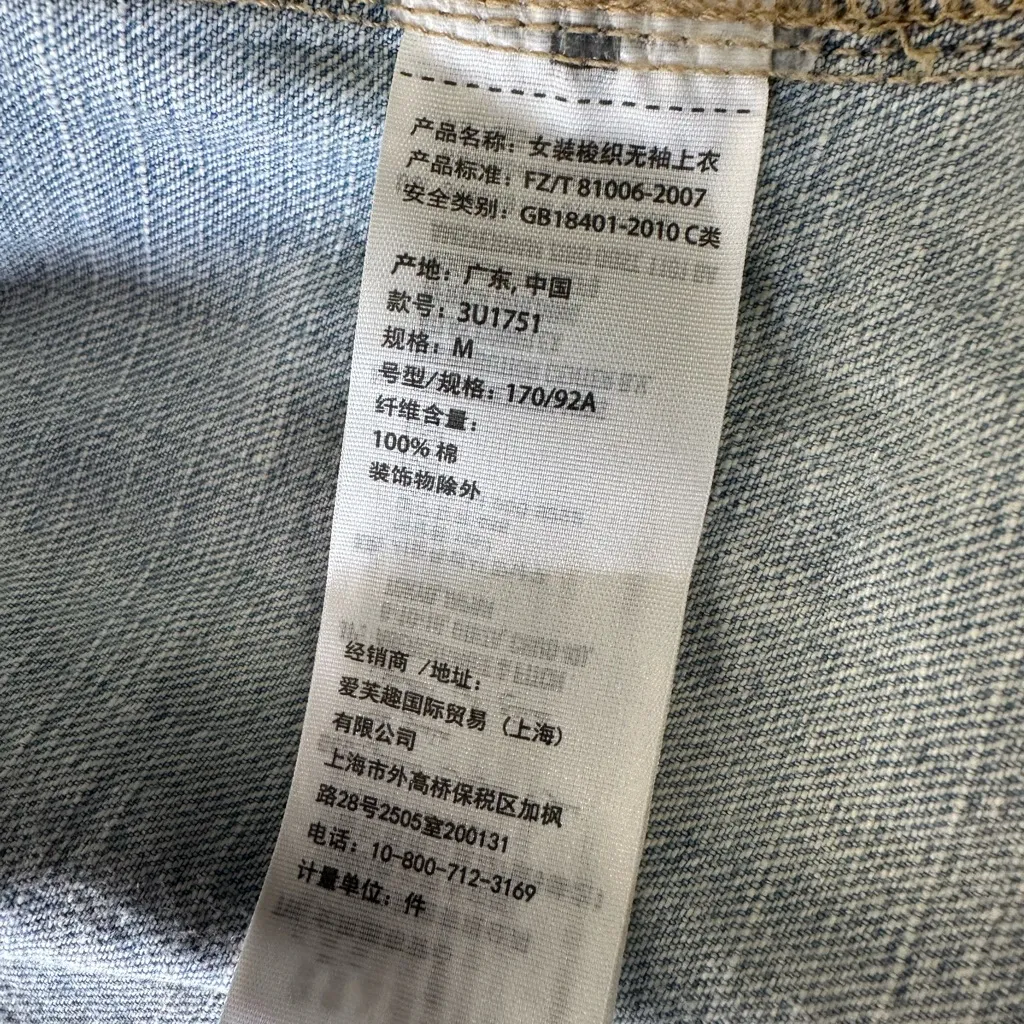 产品名称：女装梭织无袖上衣
产品标准：FZ/T 81006-2007
安全类别：GB18401-2010 C类
产地：广东, 中国
款号：3U1751
规格：M
号型/规格：170/92A
纤维含量：
100% 棉
装饰物除外
经销商 /地址：
爱芙趣国际贸易（上海）
有限公司
上海市外高桥保税区加枫
路28号2505室200131
电话：10-800-712-3169
计量单位：件